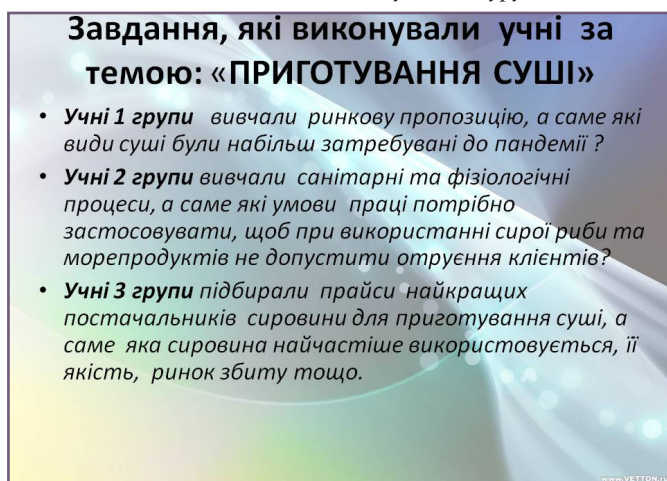 Завдання, які виконували учні за
темою: «ПРИГОТУВАННЯ СУШІ»
• Учні 1 групи вивчали ринкову пропозицію, а саме які
види суші були набільш затребувані до пандемії ?
• Учні 2 групи вивчали санітарні та фізіологічні
процеси, а саме які умови праці потрібно
застосовувати, щоб при використанні сирої риби та
морепродуктів не допустити отруєння клієнтів?
• Учні 3 групи підбирали прайси найкращих
постачальників сировини для приготування суші, а
саме яка сировина найчастіше використовується, її
якість, ринок збиту тощо.